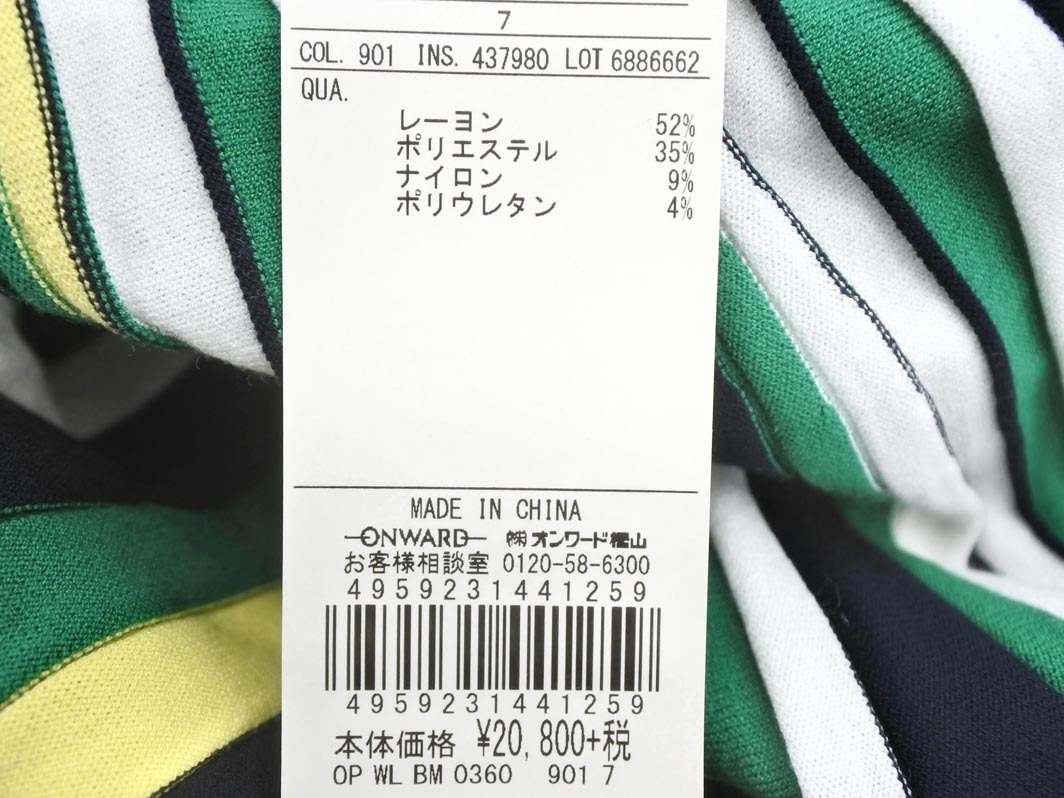 7
COL. 901 INS. 437980 LOT 6886662
QUA.
レーヨン 52%
ポリエステル 35%
ナイロン 9%
ポリウレタン 4%
MADE IN CHINA
ONWARD ㈱オンワード樫山
お客様相談室 0120-58-6300
4959231441259
4959231441259
本体価格 ¥20,800+税
OP WL BM 0360 901 7